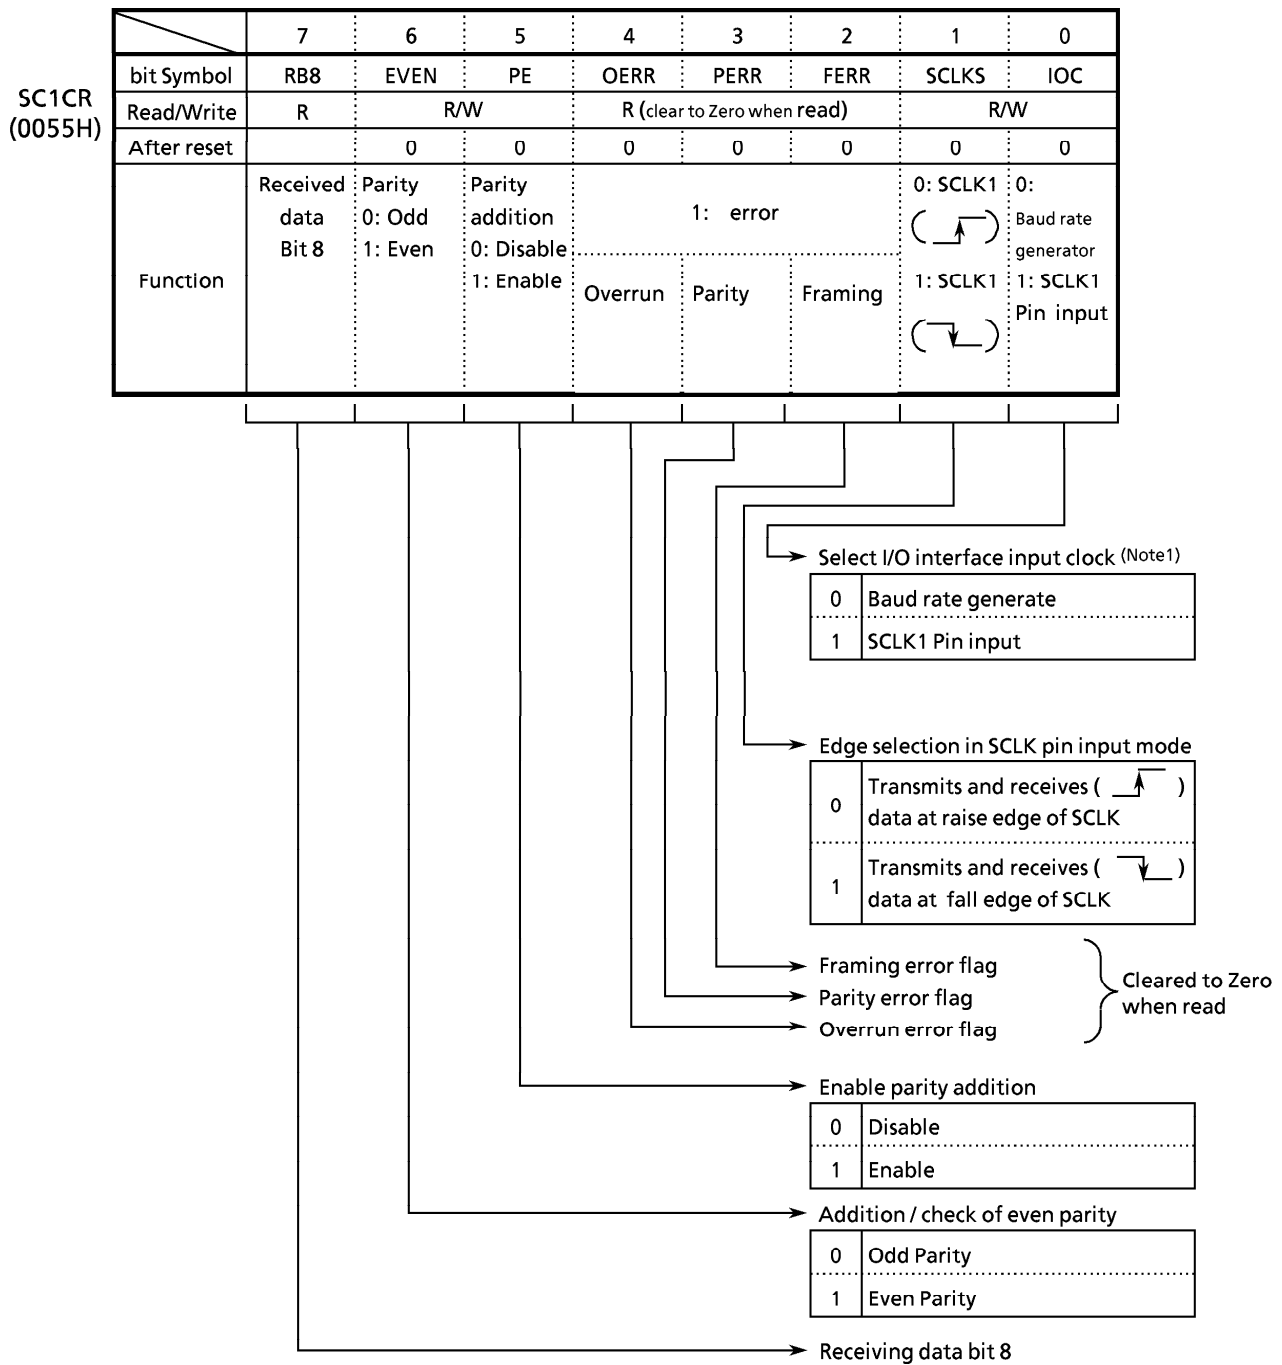 7 6 5 4 3 2 1 0
bit Symbol RB8 EVEN PE OERR PERR FERR SCLKS IOC
SC1CR
(0055H)
Read/Write R R/W R (clear to Zero when read) R/W
After reset 0 0 0 0 0 0 0
Function
Received
data
Bit 8
Parity
0: Odd
1: Even
Parity
addition
0: Disable
1: Enable
1: error
Overrun
Parity
Framing
0: SCLK1
( )
1: SCLK1
( )
0:
Baud rate
generator
1: SCLK1
Pin input
Select I/O interface input clock (Note1)
0 Baud rate generate
1 SCLK1 Pin input
Edge selection in SCLK pin input mode
0 Transmits and receives ( )
data at raise edge of SCLK
1 Transmits and receives ( )
data at fall edge of SCLK
Framing error flag
Parity error flag
Overrun error flag
Cleared to Zero
when read
Enable parity addition
0 Disable
1 Enable
Addition / check of even parity
0 Odd Parity
1 Even Parity
Receiving data bit 8